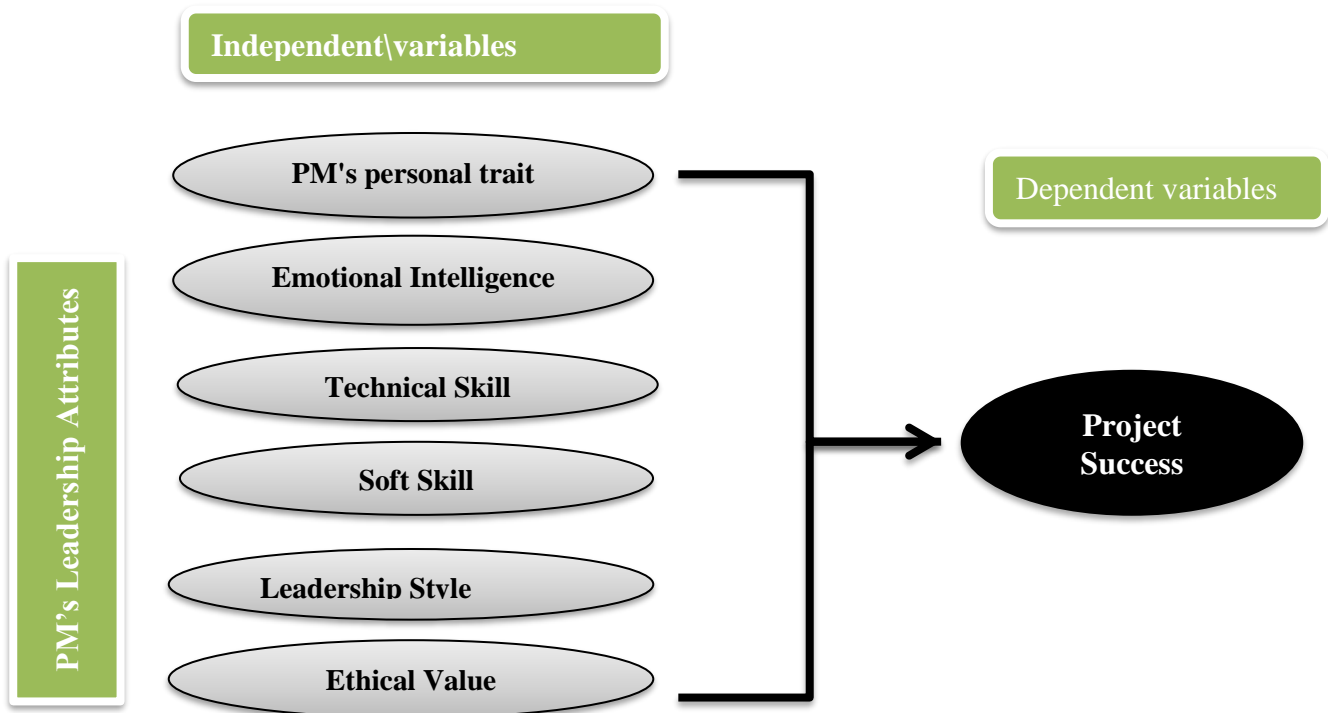 Independent\variables
PM's personal trait
Dependent variables
Emotional Intelligence
PM’s Leadership Attributes
Technical Skill
Project
Success
Soft Skill
Leadership Style
Ethical Value